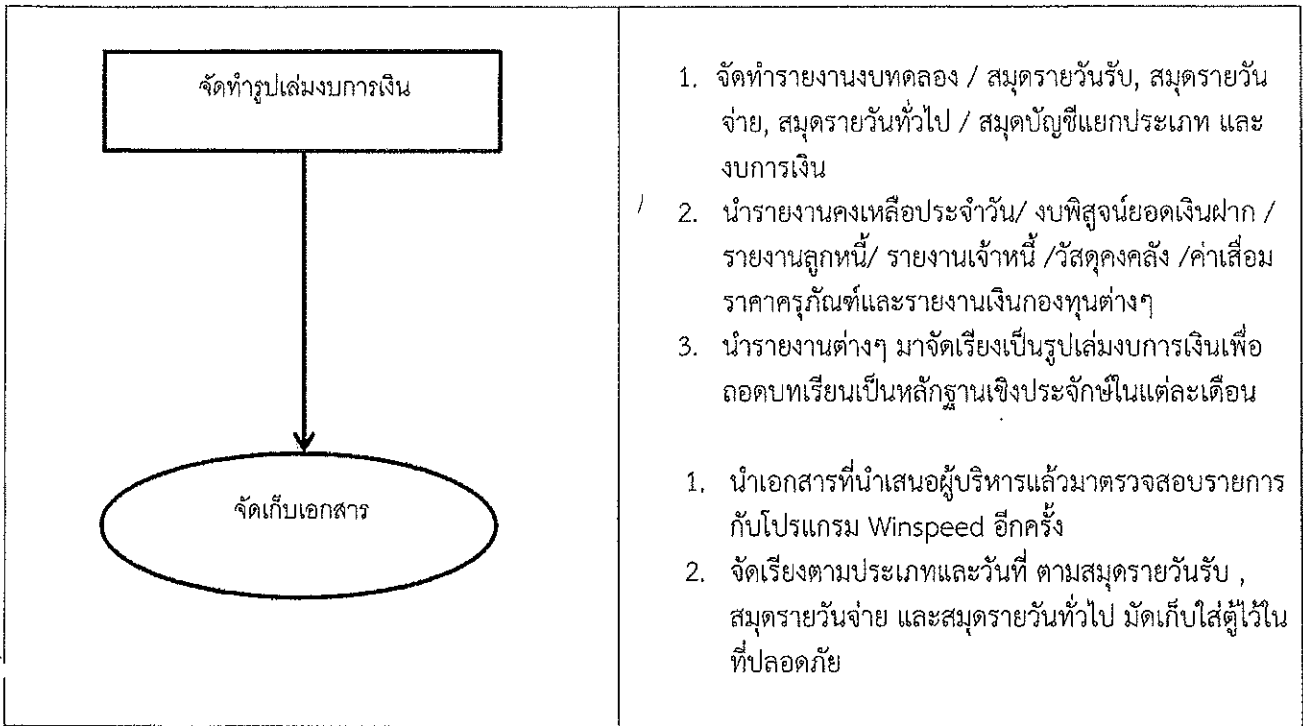 จัดทำรูปเล่มงบการเงิน
1. จัดทำรายงานงบทดลอง / สมุดรายวันรับ, สมุดรายวัน
จ่าย, สมุดรายวันทั่วไป / สมุดบัญชีแยกประเภท และ
งบการเงิน
2. นำรายงานคงเหลือประจำวัน/ งบพิสูจน์ยอดเงินฝาก /
รายงานลูกหนี้/ รายงานเจ้าหนี้ /วัสดุคงคลัง /ค่าเสื่อม
ราคาครุภัณฑ์และรายงานเงินกองทุนต่างๆ
3. นำรายงานต่างๆ มาจัดเรียงเป็นรูปเล่มงบการเงินเพื่อ
ถอดบทเรียนเป็นหลักฐานเชิงประจักษ์ในแต่ละเดือน
จัดเก็บเอกสาร
1. นำเอกสารที่นำเสนอผู้บริหารแล้วมาตรวจสอบรายการ
กับโปรแกรม Winspeed อีกครั้ง
2. จัดเรียงตามประเภทและวันที่ ตามสมุดรายวันรับ ,
สมุดรายวันจ่าย และสมุดรายวันทั่วไป มัดเก็บใส่ตู้ไว้ใน
ที่ปลอดภัย